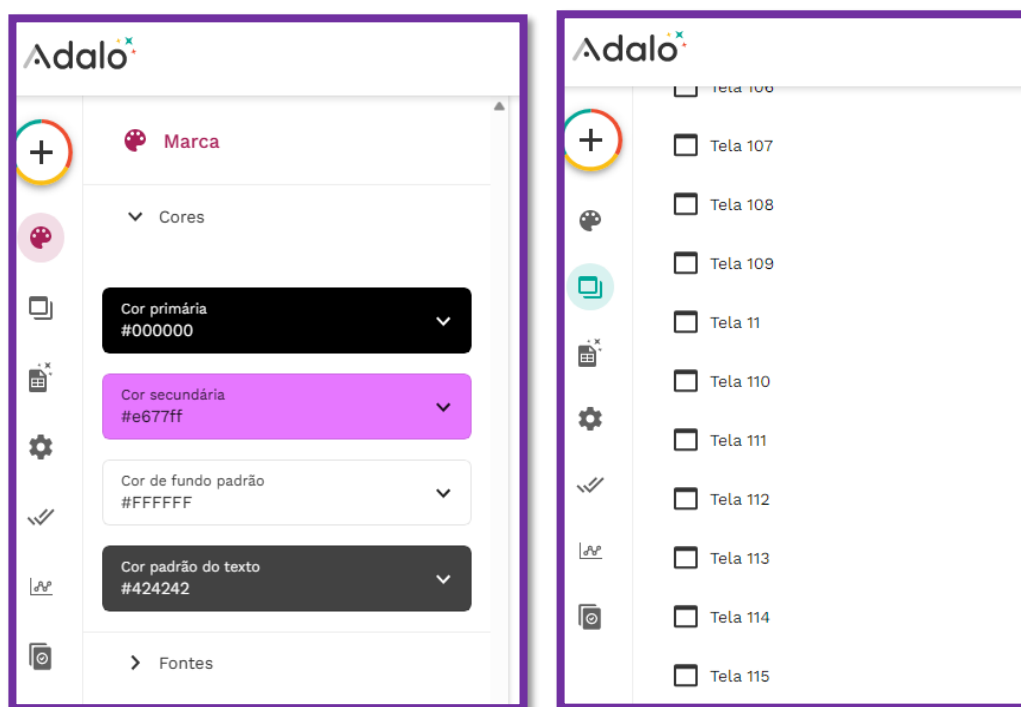 Adalo
Marca
Cores
Cor primária
#000000
Cor secundária
#e677ff
Cor de fundo padrão
#FFFFFF
Cor padrão do texto
#424242
Fontes
Adalo
Tela 106
Tela 107
Tela 108
Tela 109
Tela 11
Tela 110
Tela 111
Tela 112
Tela 113
Tela 114
Tela 115